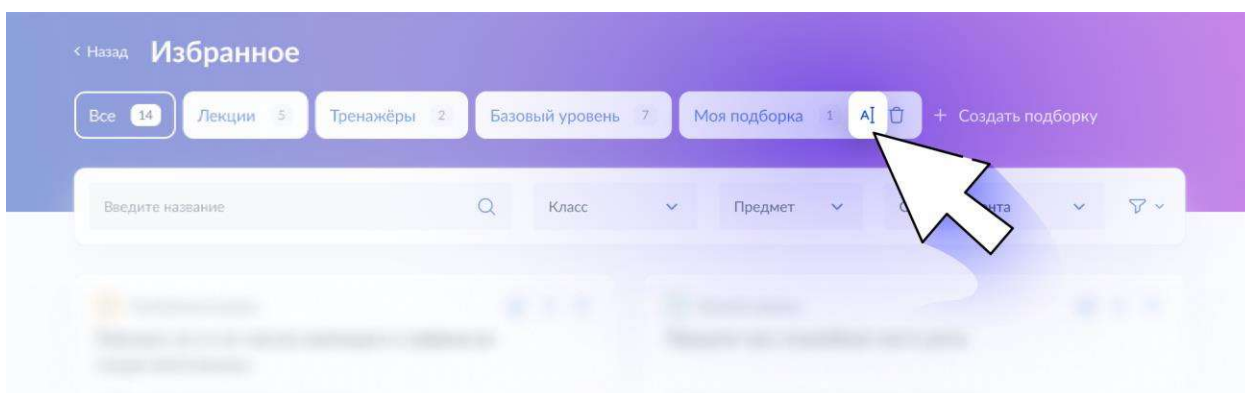 < Назад Избранное
Все 14 Лекции 5 Тренажёры 2 Базовый уровень 7 Моя подборка 1 A + Создать подборку
Введите название Класс Предмет